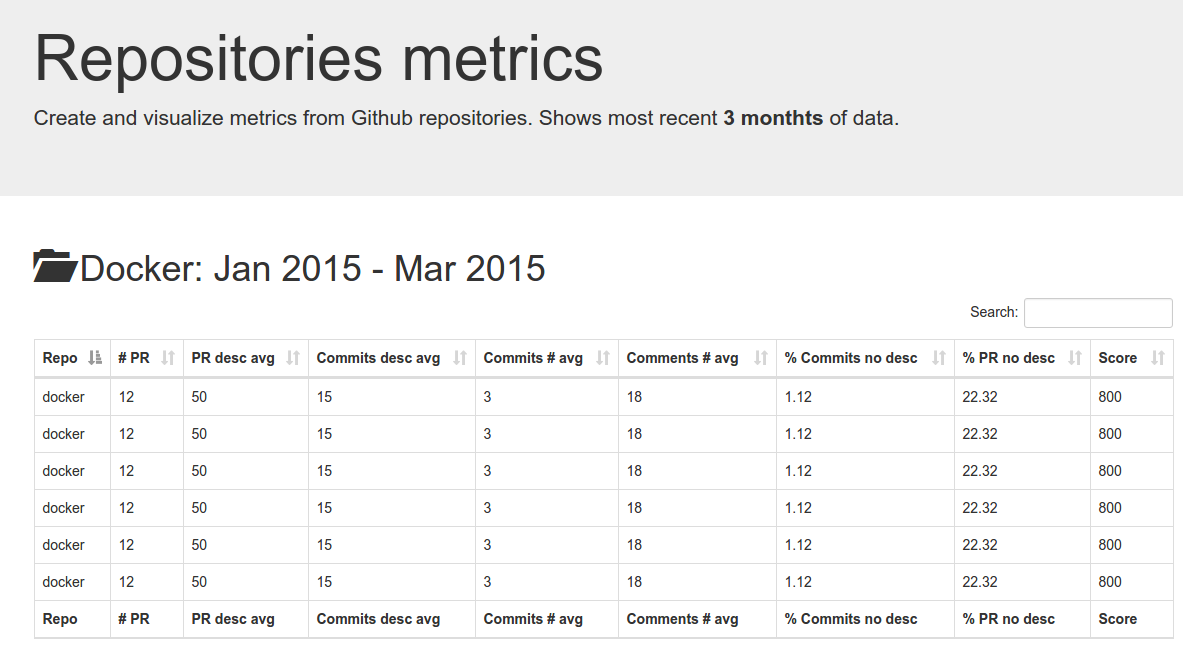 Repositories metrics
Create and visualize metrics from Github repositories. Shows most recent 3 monthts of data.
Docker: Jan 2015 - Mar 2015
Search:
Repo # PR PR desc avg Commits desc avg Commits # avg Comments # avg % Commits no desc % PR no desc Score
docker 12 50 15 3 18 1.12 22.32 800
docker 12 50 15 3 18 1.12 22.32 800
docker 12 50 15 3 18 1.12 22.32 800
docker 12 50 15 3 18 1.12 22.32 800
docker 12 50 15 3 18 1.12 22.32 800
docker 12 50 15 3 18 1.12 22.32 800
Repo # PR PR desc avg Commits desc avg Commits # avg Comments # avg % Commits no desc % PR no desc Score